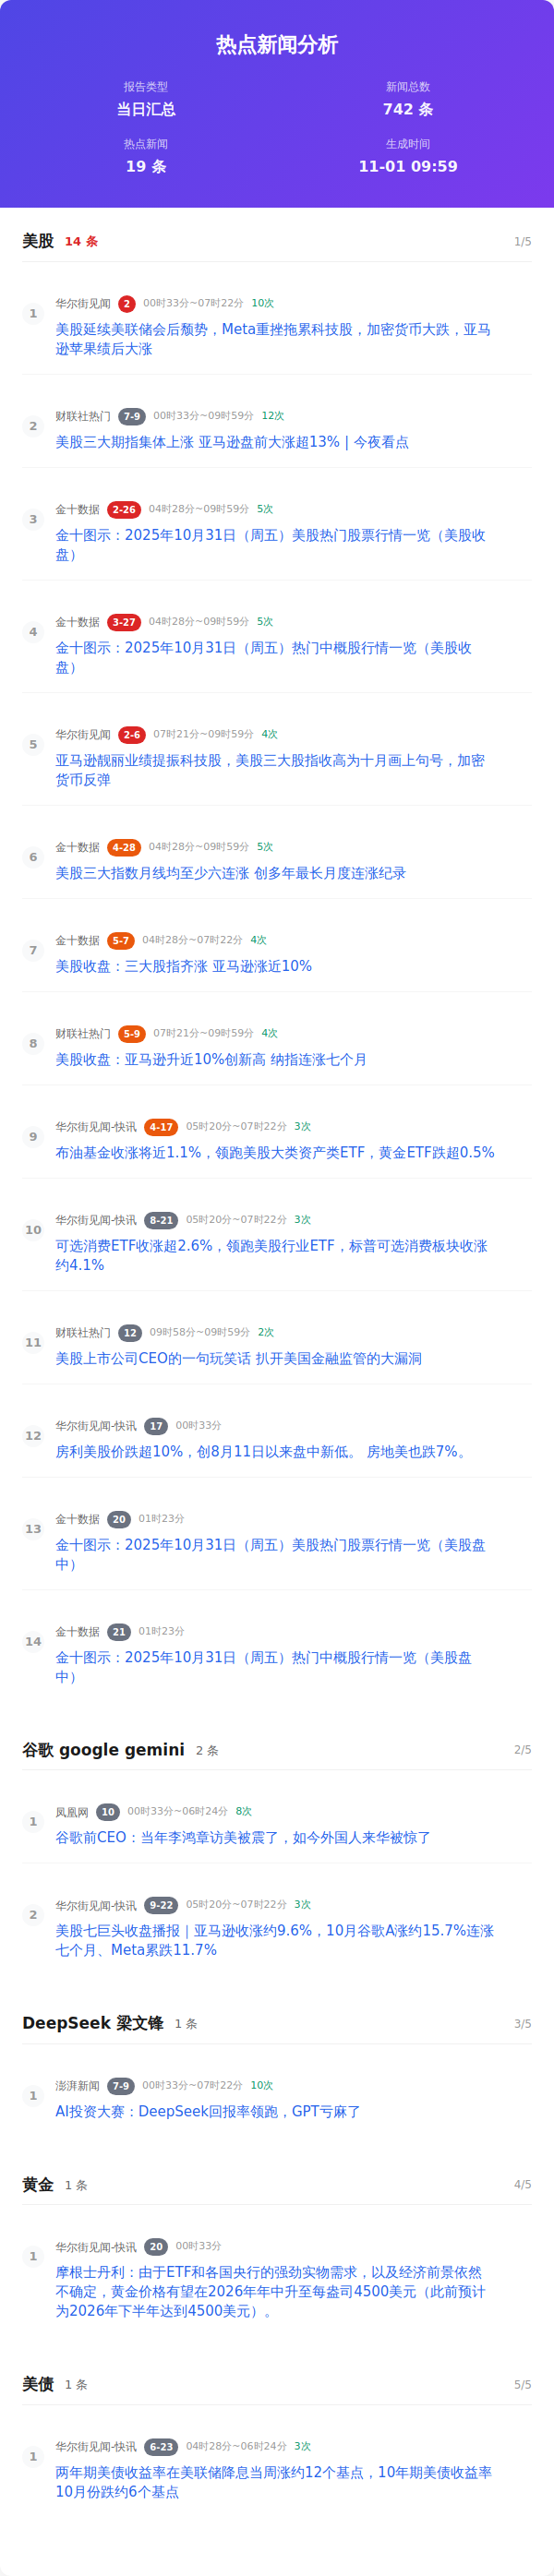 热点新闻分析
报告类型
新闻总数
当日汇总
742 条
热点新闻
生成时间
19 条
11-01 09:59
美股 14 条 1/5
1 华尔街见闻 2 00时33分~07时22分 10次
美股延续美联储会后颓势，Meta重挫拖累科技股，加密货币大跌，亚马
逊苹果绩后大涨
2 财联社热门 7-9 00时33分~09时59分 12次
美股三大期指集体上涨 亚马逊盘前大涨超13% | 今夜看点
3 金十数据 2-26 04时28分~09时59分 5次
金十图示：2025年10月31日（周五）美股热门股票行情一览（美股收
盘）
4 金十数据 3-27 04时28分~09时59分 5次
金十图示：2025年10月31日（周五）热门中概股行情一览（美股收
盘）
5 华尔街见闻 2-6 07时21分~09时59分 4次
亚马逊靓丽业绩提振科技股，美股三大股指收高为十月画上句号，加密
货币反弹
6 金十数据 4-28 04时28分~09时59分 5次
美股三大指数月线均至少六连涨 创多年最长月度连涨纪录
7 金十数据 5-7 04时28分~07时22分 4次
美股收盘：三大股指齐涨 亚马逊涨近10%
8 财联社热门 5-9 07时21分~09时59分 4次
美股收盘：亚马逊升近10%创新高 纳指连涨七个月
9 华尔街见闻-快讯 4-17 05时20分~07时22分 3次
布油基金收涨将近1.1%，领跑美股大类资产类ETF，黄金ETF跌超0.5%
10 华尔街见闻-快讯 8-21 05时20分~07时22分 3次
可选消费ETF收涨超2.6%，领跑美股行业ETF，标普可选消费板块收涨
约4.1%
11 财联社热门 12 09时58分~09时59分 2次
美股上市公司CEO的一句玩笑话 扒开美国金融监管的大漏洞
12 华尔街见闻-快讯 17 00时33分
房利美股价跌超10%，创8月11日以来盘中新低。 房地美也跌7%。
13 金十数据 20 01时23分
金十图示：2025年10月31日（周五）美股热门股票行情一览（美股盘
中）
14 金十数据 21 01时23分
金十图示：2025年10月31日（周五）热门中概股行情一览（美股盘
中）
谷歌 google gemini 2 条 2/5
1 凤凰网 10 00时33分~06时24分 8次
谷歌前CEO：当年李鸿章访美被震了，如今外国人来华被惊了
2 华尔街见闻-快讯 9-22 05时20分~07时22分 3次
美股七巨头收盘播报｜亚马逊收涨约9.6%，10月谷歌A涨约15.7%连涨
七个月、Meta累跌11.7%
DeepSeek 梁文锋 1 条 3/5
1 澎湃新闻 7-9 00时33分~07时22分 10次
AI投资大赛：DeepSeek回报率领跑，GPT亏麻了
黄金 1 条 4/5
1 华尔街见闻-快讯 20 00时33分
摩根士丹利：由于ETF和各国央行的强劲实物需求，以及经济前景依然
不确定，黄金价格有望在2026年年中升至每盎司4500美元（此前预计
为2026年下半年达到4500美元）。
美债 1 条 5/5
1 华尔街见闻-快讯 6-23 04时28分~06时24分 3次
两年期美债收益率在美联储降息当周涨约12个基点，10年期美债收益率
10月份跌约6个基点